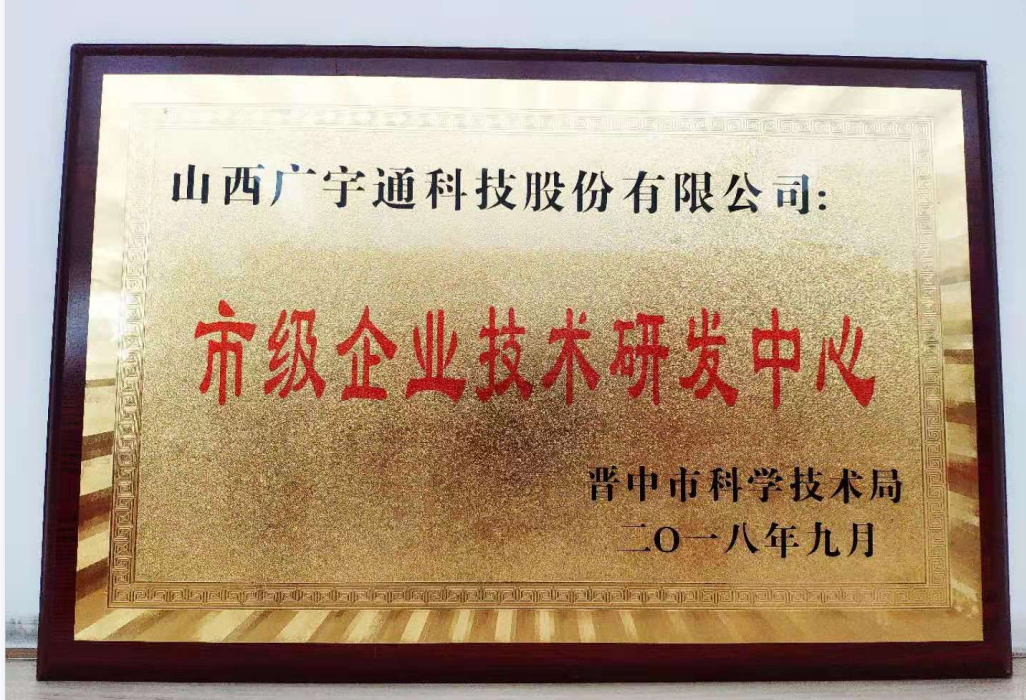 山西广宇通科技股份有限公司:
市级企业技术研发中心
晋中市科学技术局
二O一八年九月